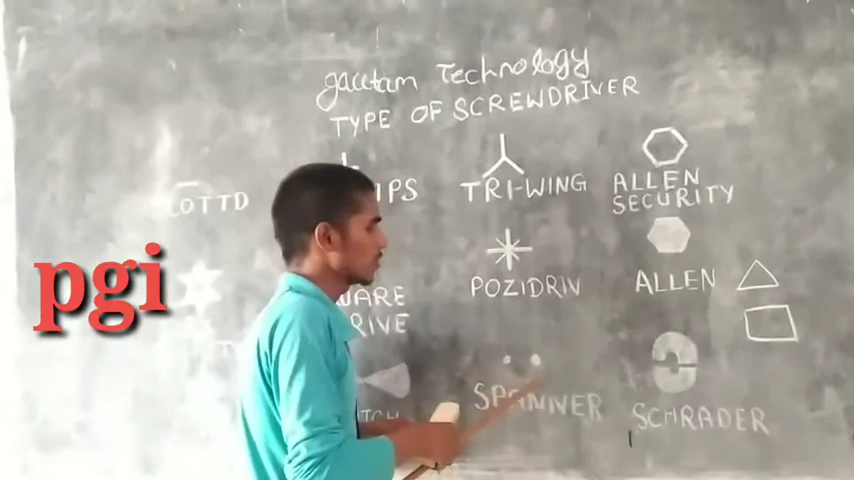 gautam Technology
TYPE OF SCREWDRIVER
IPS
TRI-WING
ALLEN
SECURITY
pgi
POZIDRIV
ALLEN
SPANNER
SCHRADER